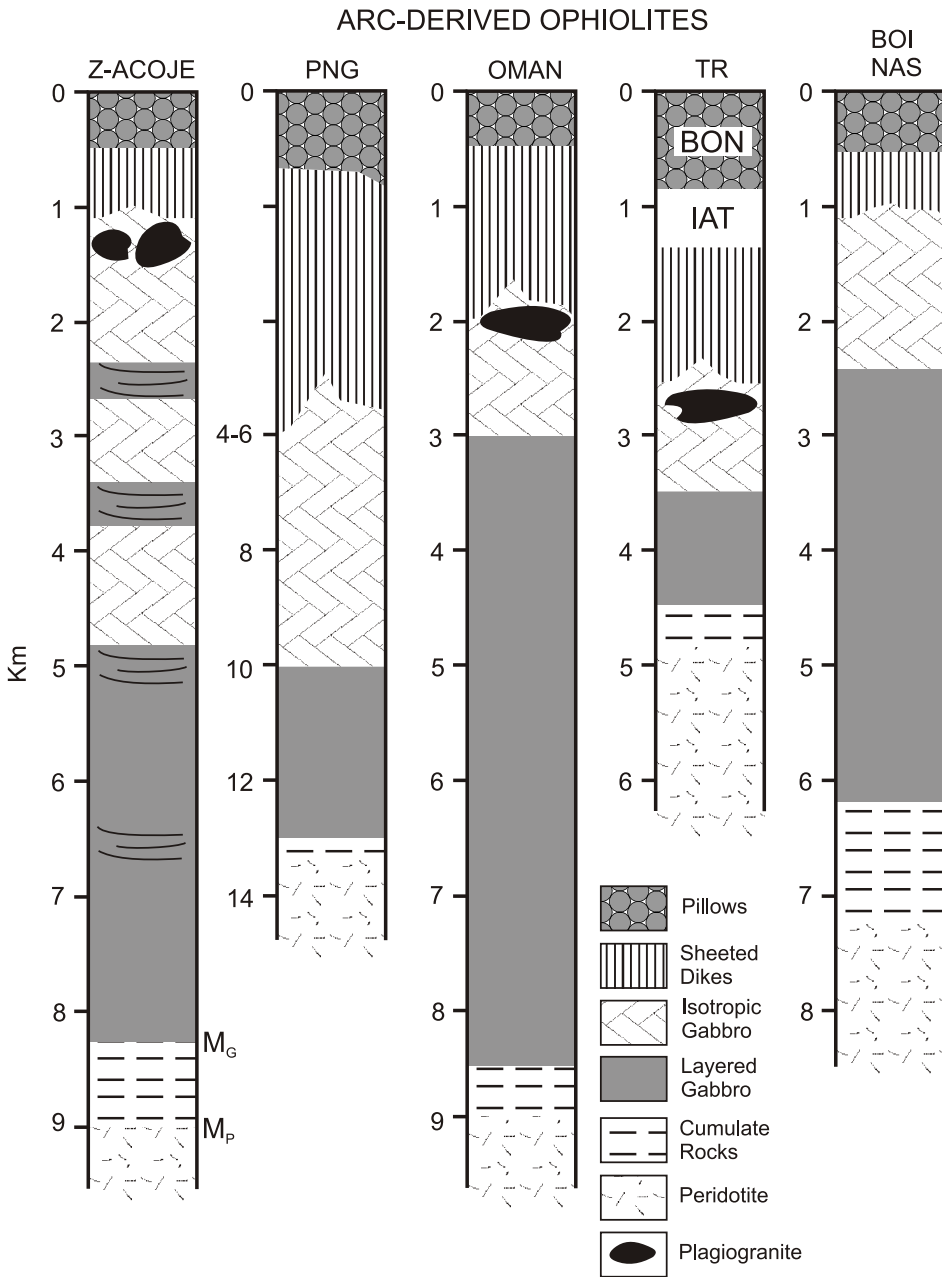 ARC-DERIVED OPHIOLITES
Z-ACOJE
PNG
OMAN
TR
BOI
NAS
Km
0
1
2
3
4
5
6
7
8
9
M_G
M_P
0
4-6
8
10
12
14
0
1
2
3
4
5
6
7
8
9
0
1
2
3
4
5
6
BON
IAT
0
1
2
3
4
5
6
7
8
Pillows
Sheeted
Dikes
Isotropic
Gabbro
Layered
Gabbro
Cumulate
Rocks
Peridotite
Plagiogranite